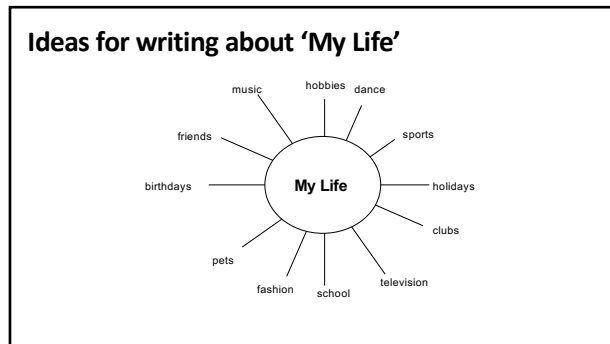 Ideas for writing about ‘My Life’
hobbies
dance
music
sports
friends
birthdays
My Life
holidays
clubs
pets
television
fashion
school